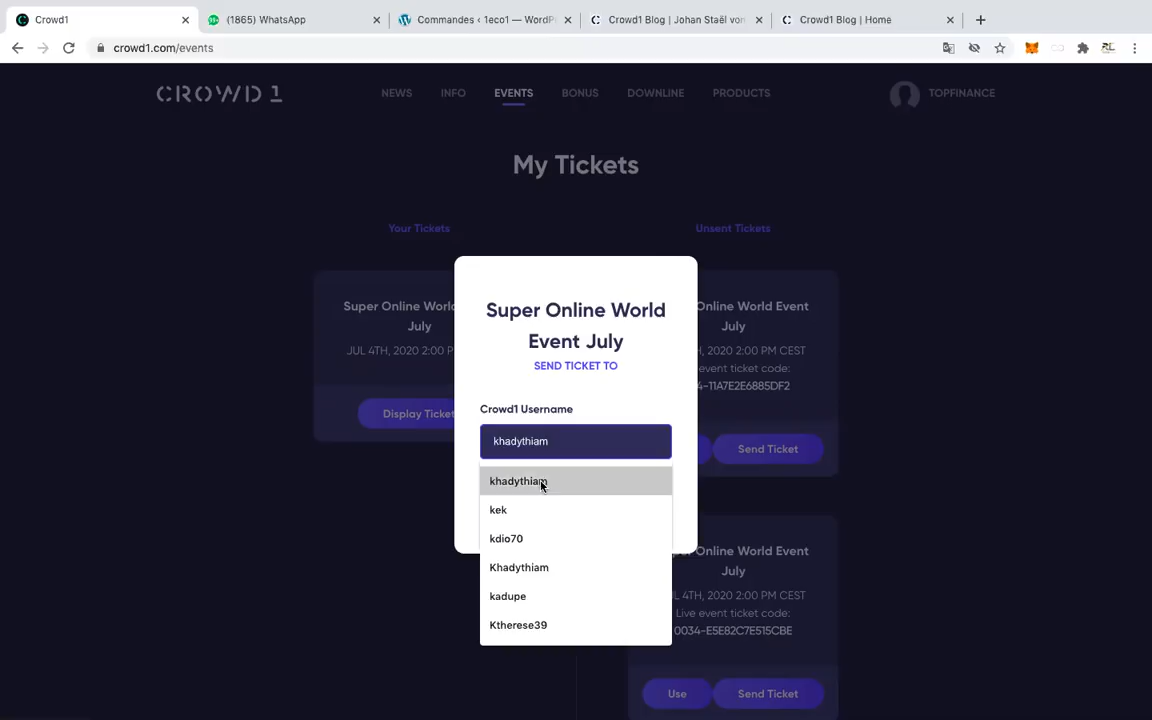 Crowd1
(1865) WhatsApp
Commandes ‹ 1eco1 — WordP
Crowd1 Blog | Johan Staël von
Crowd1 Blog | Home
crowd1.com/events
CROWD 1
NEWS
INFO
EVENTS
BONUS
DOWNLINE
PRODUCTS
TOPFINANCE
My Tickets
Your Tickets
Unsent Tickets
Super Online World
July
JUL 4TH, 2020 2:00 P
Display Ticket
Super Online World
Event July
SEND TICKET TO
Crowd1 Username
khadythiam
khadythiam
kek
kdio70
Khadythiam
kadupe
Ktherese39
Online World Event
July
H, 2020 2:00 PM CEST
event ticket code:
4-11A7E2E6885DF2
Send Ticket
Online World Event
July
L 4TH, 2020 2:00 PM CEST
Live event ticket code:
0034-E5E82C7E515CBE
Use
Send Ticket